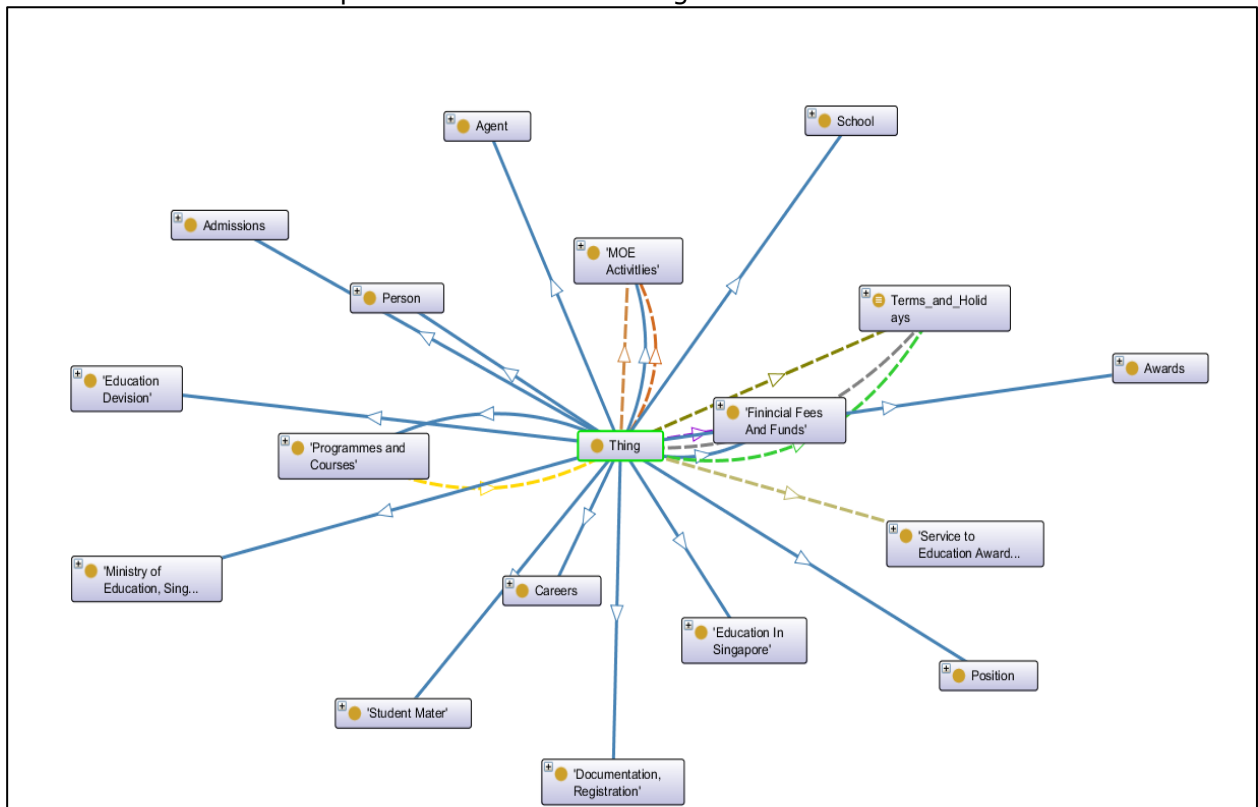 Agent
School
Admissions
'MOE
Activitlies'
Person
Terms_and_Holid
ays
Awards
'Education
Devision'
'Finincial Fees
And Funds'
Thing
'Programmes and
Courses'
'Service to
Education Award...
'Ministry of
Education, Sing...
Careers
'Education In
Singapore'
Position
'Student Mater'
'Documentation,
Registration'